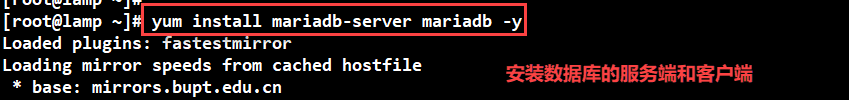 [root@lamp ~]#
[root@lamp ~]# yum install mariadb-server mariadb -y
Loaded plugins: fastestmirror
Loading mirror speeds from cached hostfile
安装数据库的服务端和客户端
 * base: mirrors.bupt.edu.cn